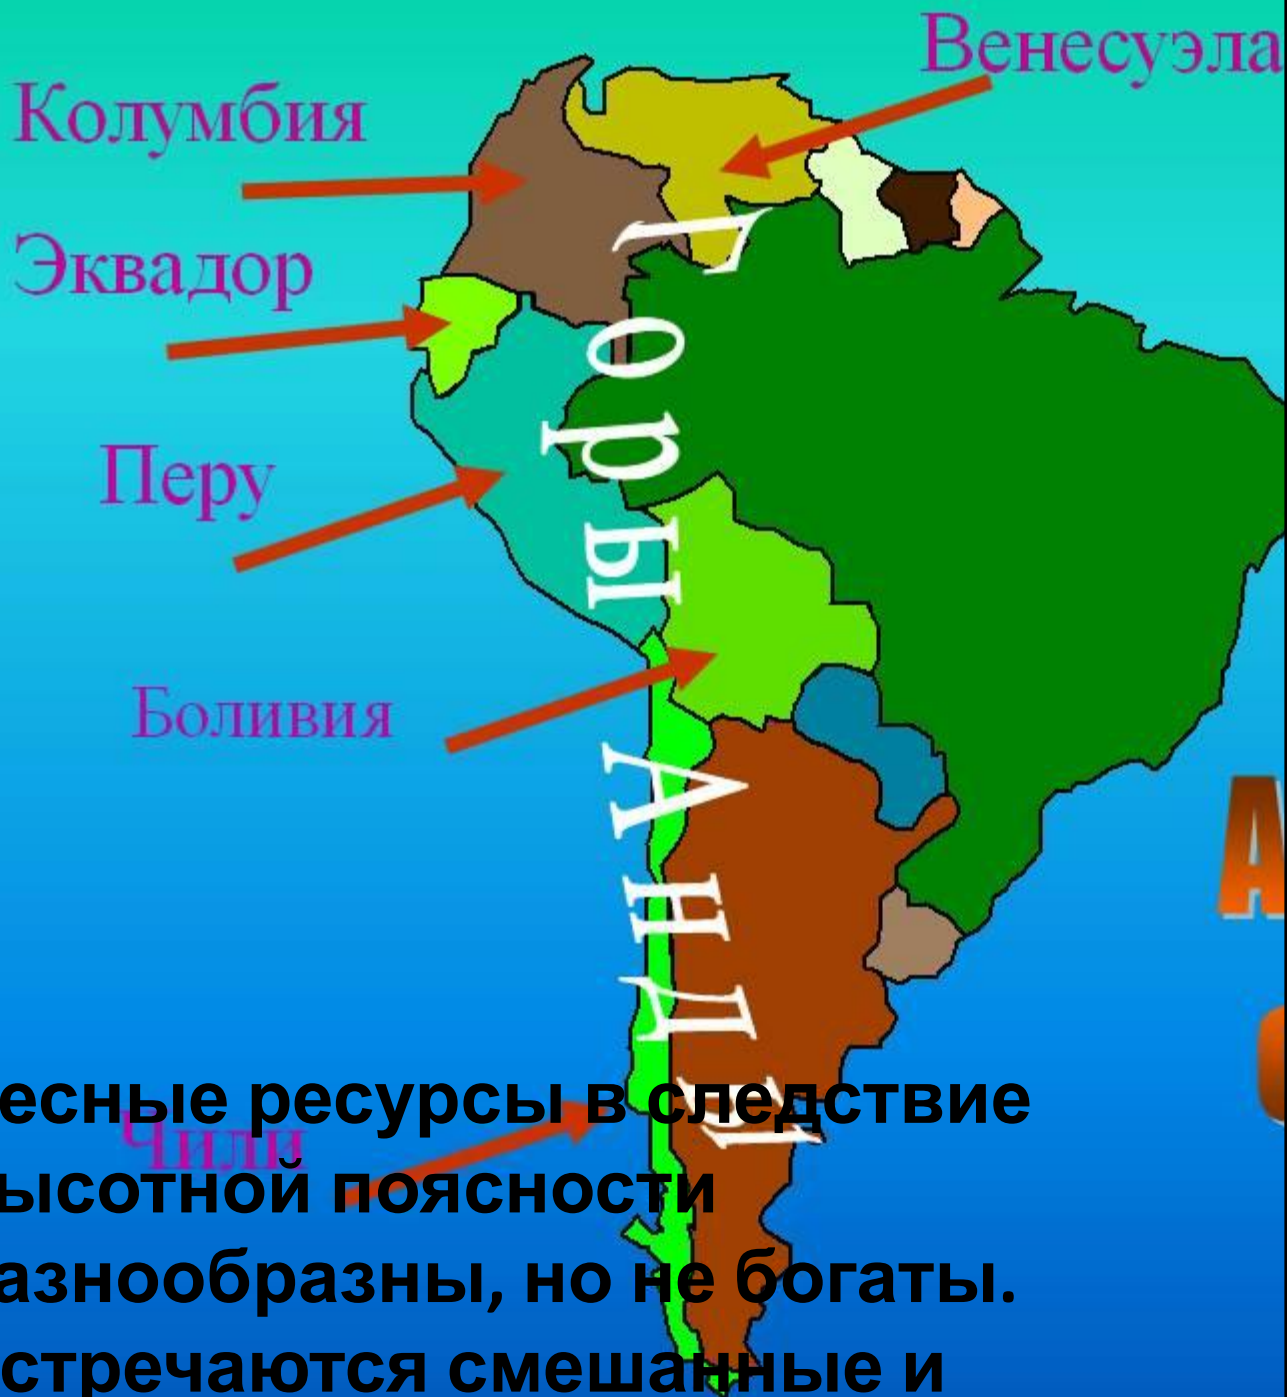 Венесуэла
Колумбия
Эквадор
Перу
Боливия
Чили
Горы Анды
есные ресурсы в следствие
ысотной поясности
азнообразны, но не богаты.
стречаются смешанные и
А